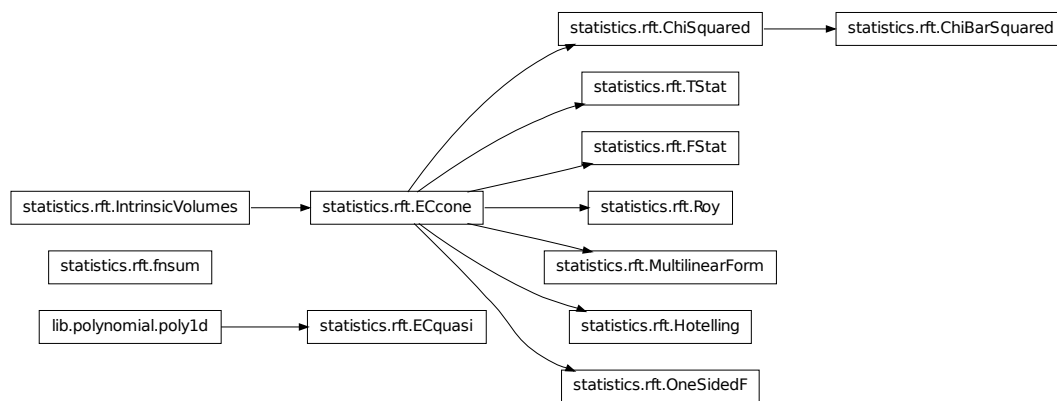 statistics.rft.ChiSquared
statistics.rft.ChiBarSquared
statistics.rft.TStat
statistics.rft.FStat
statistics.rft.IntrinsicVolumes
statistics.rft.ECcone
statistics.rft.Roy
statistics.rft.fnsum
statistics.rft.MultilinearForm
lib.polynomial.poly1d
statistics.rft.ECquasi
statistics.rft.Hotelling
statistics.rft.OneSidedF